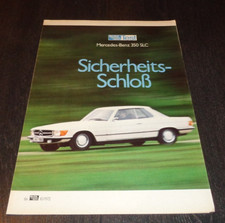 Mercedes-Benz 350 SLC
Sicherheits-
Schloß